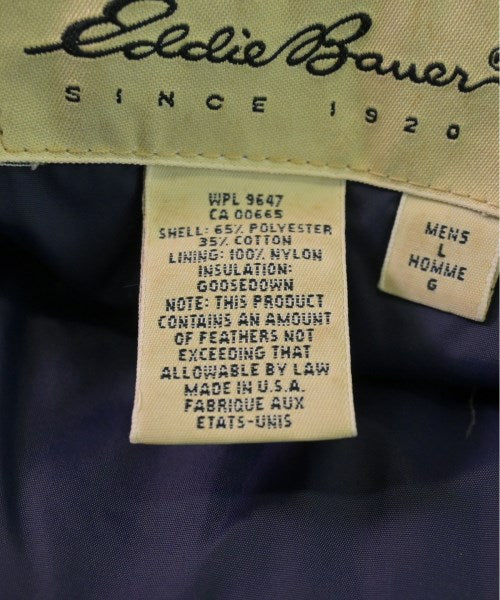 Eddie Bauer
SINCE 1920
WPL 9647
CA 00665
SHELL: 65% POLYESTER
35% COTTON
LINING: 100% NYLON
INSULATION:
GOOSEDOWN
NOTE: THIS PRODUCT
CONTAINS AN AMOUNT
OF FEATHERS NOT
EXCEEDING THAT
ALLOWABLE BY LAW
MADE IN U.S.A.
FABRIQUE AUX
ETATS-UNIS
MENS
L
HOMME
G